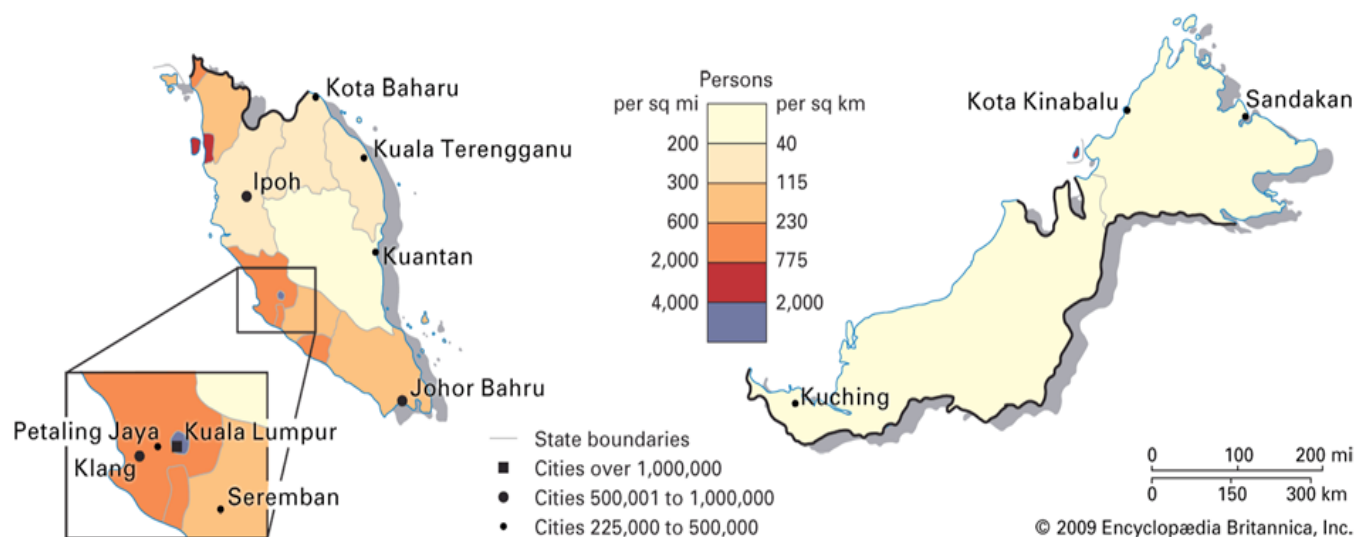 Kota Baharu
Kuala Terengganu
Ipoh
Kuantan
Johor Bahru
Petaling Jaya
Kuala Lumpur
Klang
Seremban
Persons
per sq mi per sq km
200 40
300 115
600 230
2,000 775
4,000 2,000
State boundaries
Cities over 1,000,000
Cities 500,001 to 1,000,000
Cities 225,000 to 500,000
Kota Kinabalu
Sandakan
Kuching
0 100 200 mi
0 150 300 km
© 2009 Encyclopædia Britannica, Inc.